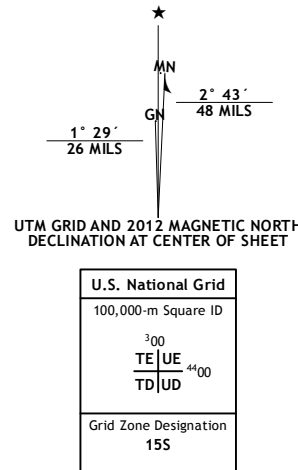 ★
MN
GN
2° 43´
48 MILS
1° 29´
26 MILS
UTM GRID AND 2012 MAGNETIC NORTH
DECLINATION AT CENTER OF SHEET
U.S. National Grid
100,000-m Square ID
³00
TE UE
⁴⁴00
TD UD
Grid Zone Designation
15S